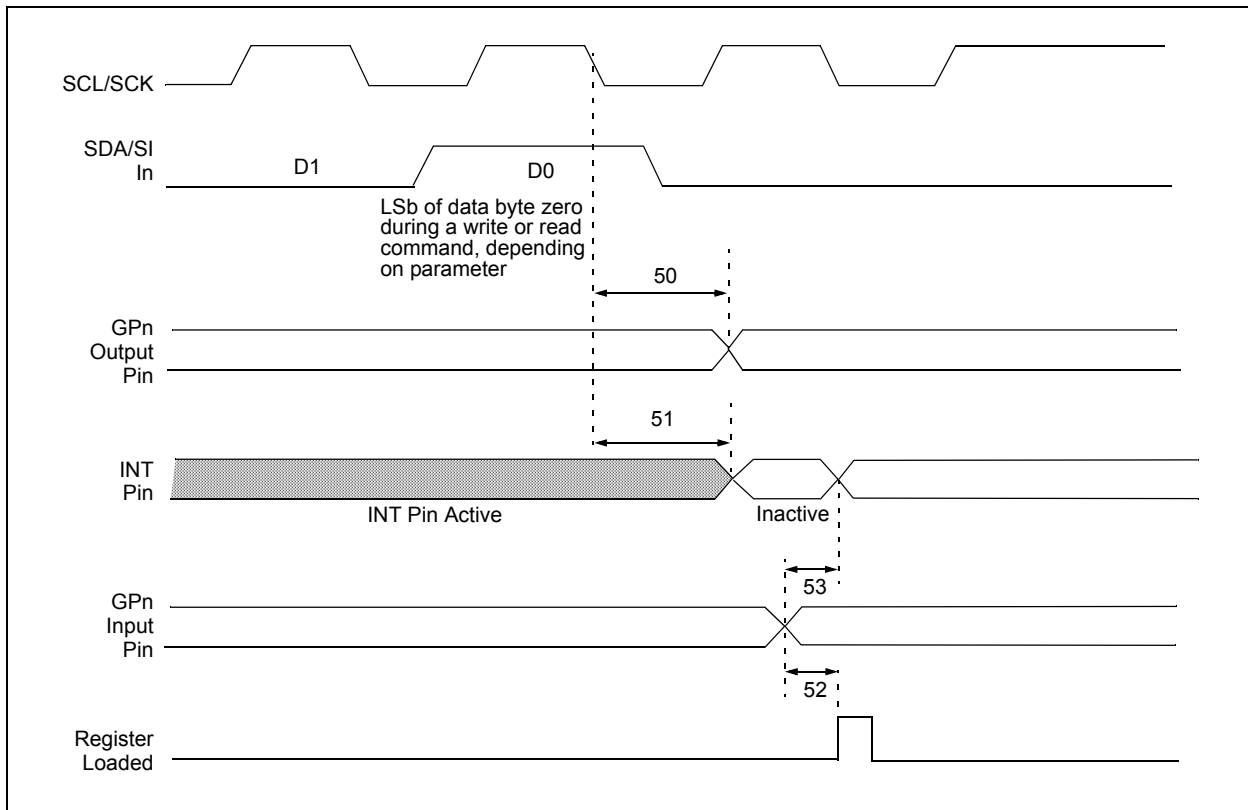 SCL/SCK
SDA/SI
In
D1
D0
LSb of data byte zero
during a write or read
command, depending
on parameter
50
GPn
Output
Pin
51
INT
Pin
INT Pin Active
Inactive
53
GPn
Input
Pin
52
Register
Loaded